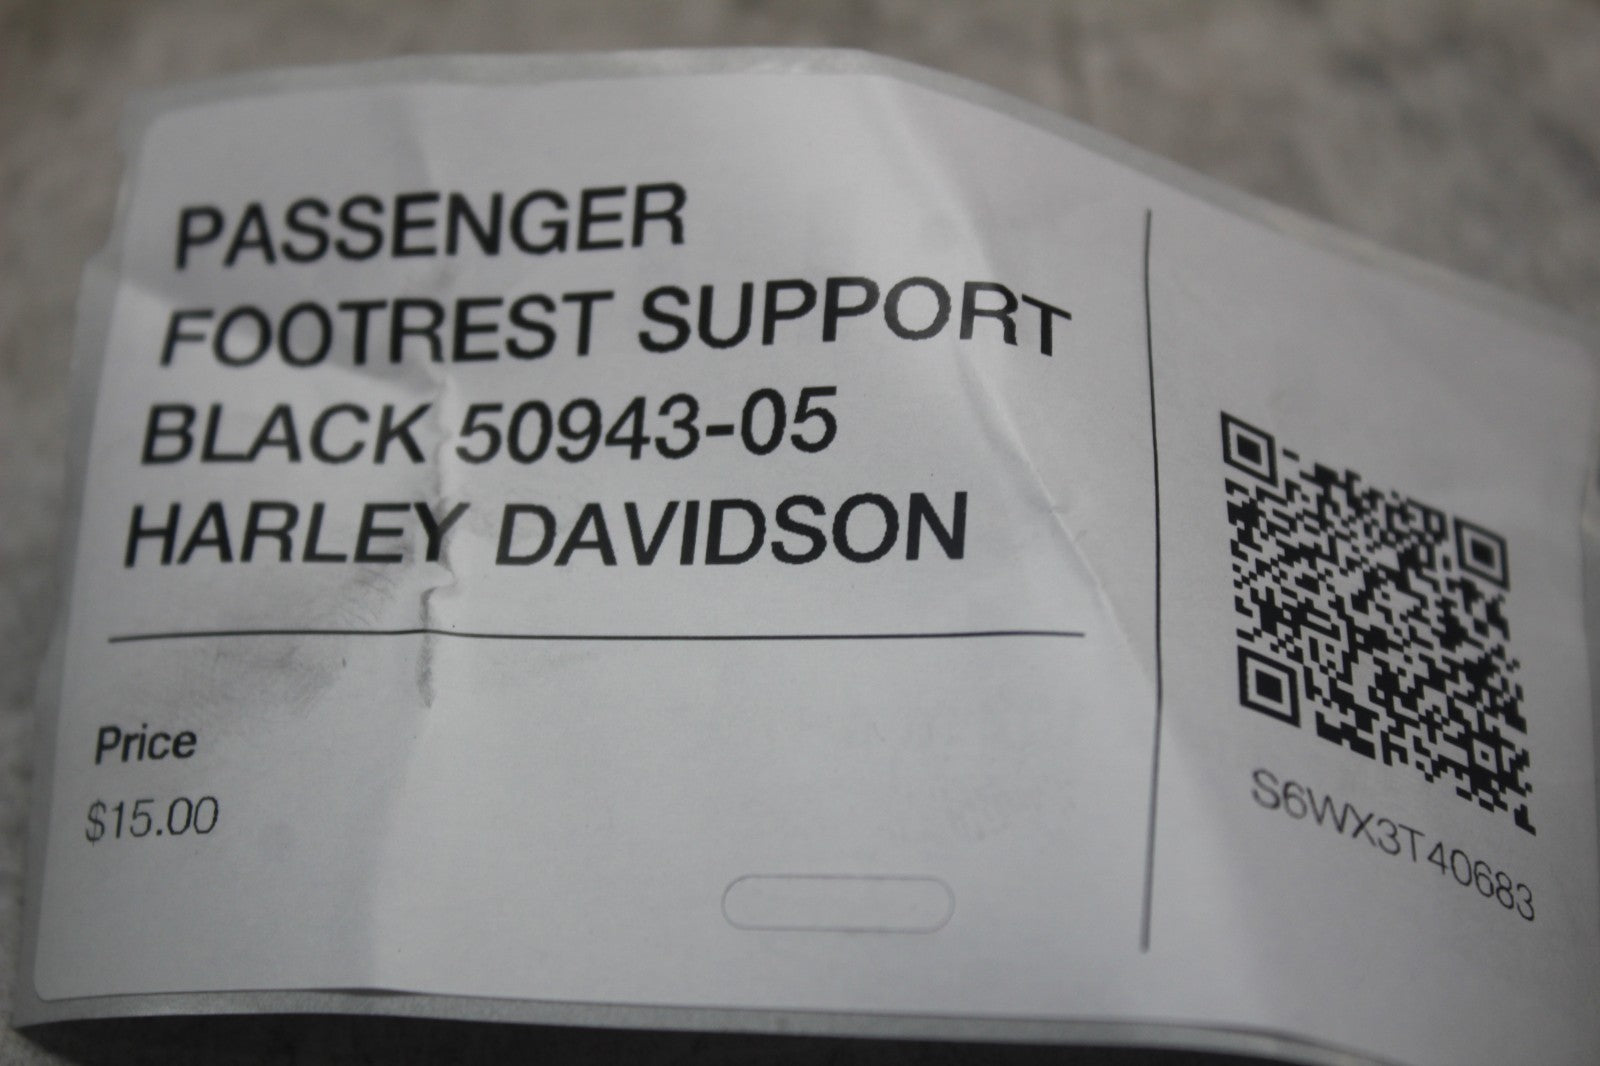 PASSENGER
FOOTREST SUPPORT
BLACK 50943-05
HARLEY DAVIDSON
Price
$15.00
S6WX3T40683